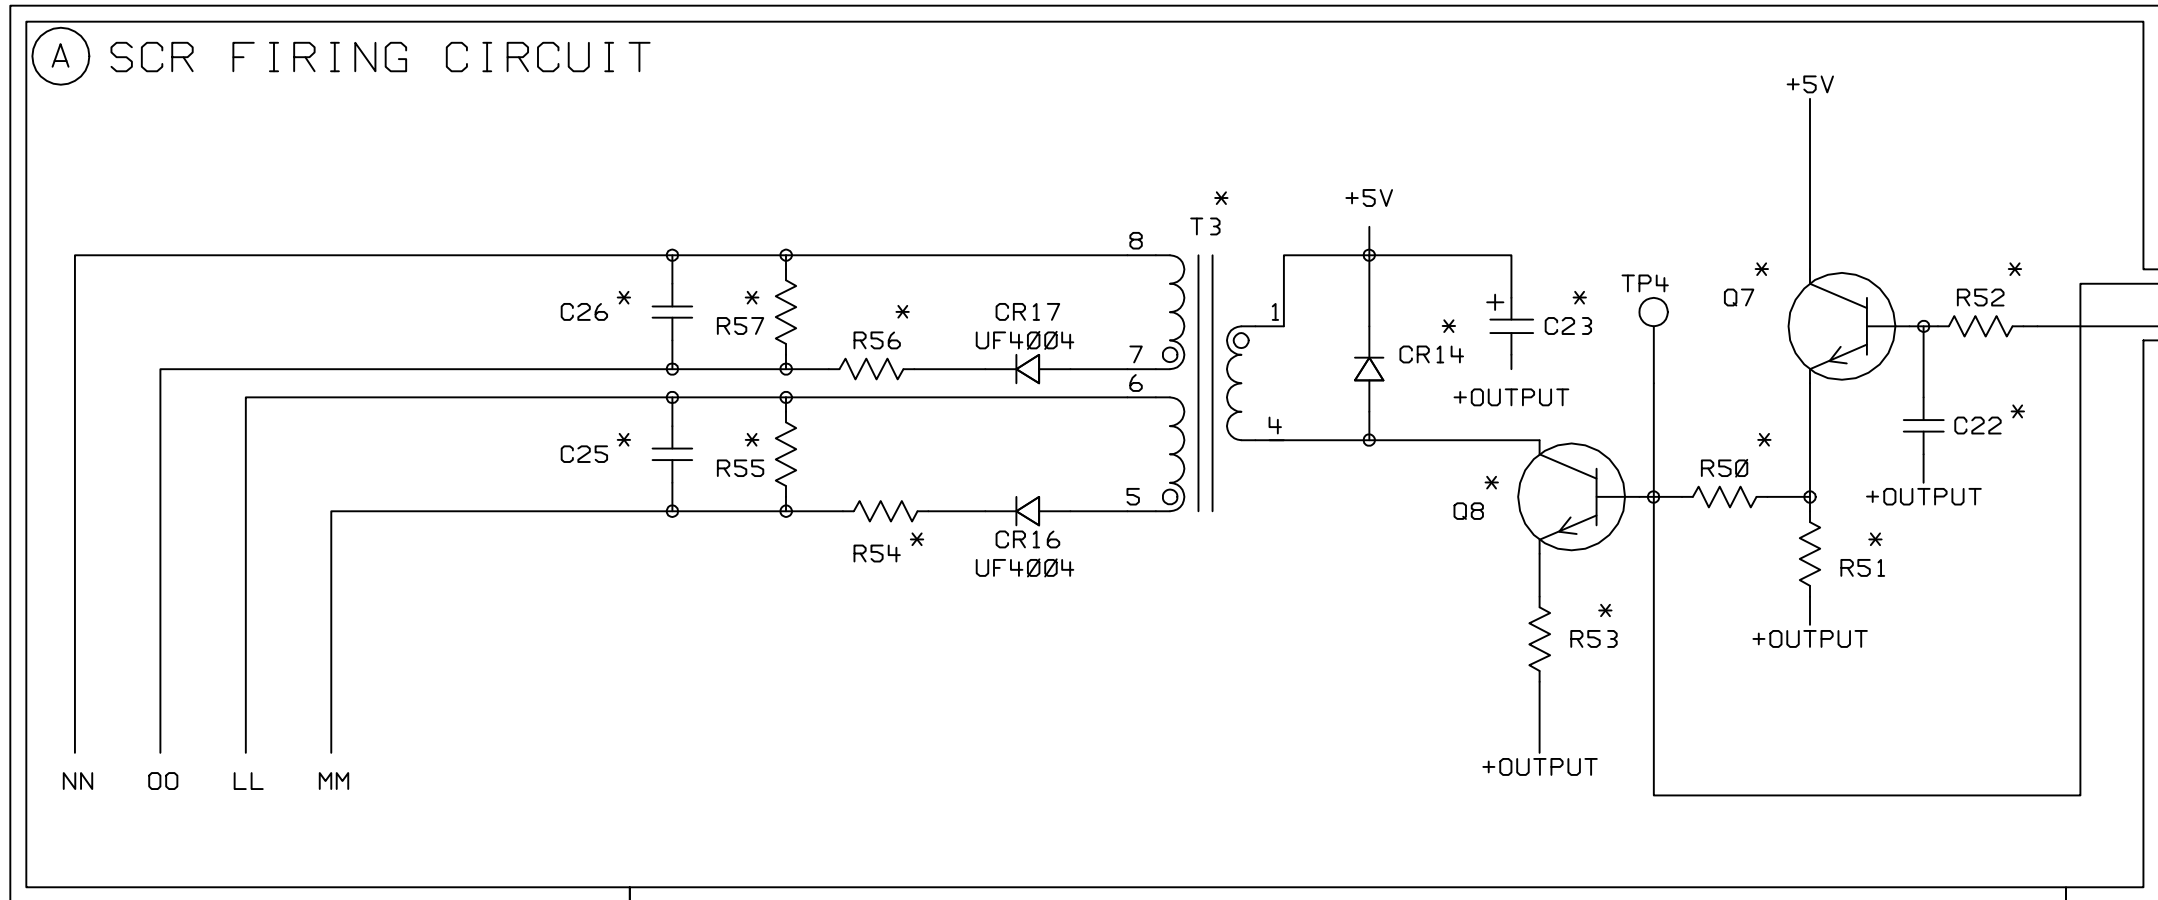 A SCR FIRING CIRCUIT
+5V
*
T3
+5V
8
TP4
Q7 *
*
R52
C26 *
*
R57
*
R56
CR17
UF4004
7
6
1
+
*
C23
*
CR14
+OUTPUT
4
C22 *
C25 *
*
R55
*
R50
+OUTPUT
5
*
Q8
R54 *
CR16
UF4004
*
R51
*
R53
+OUTPUT
+OUTPUT
NN OO LL MM